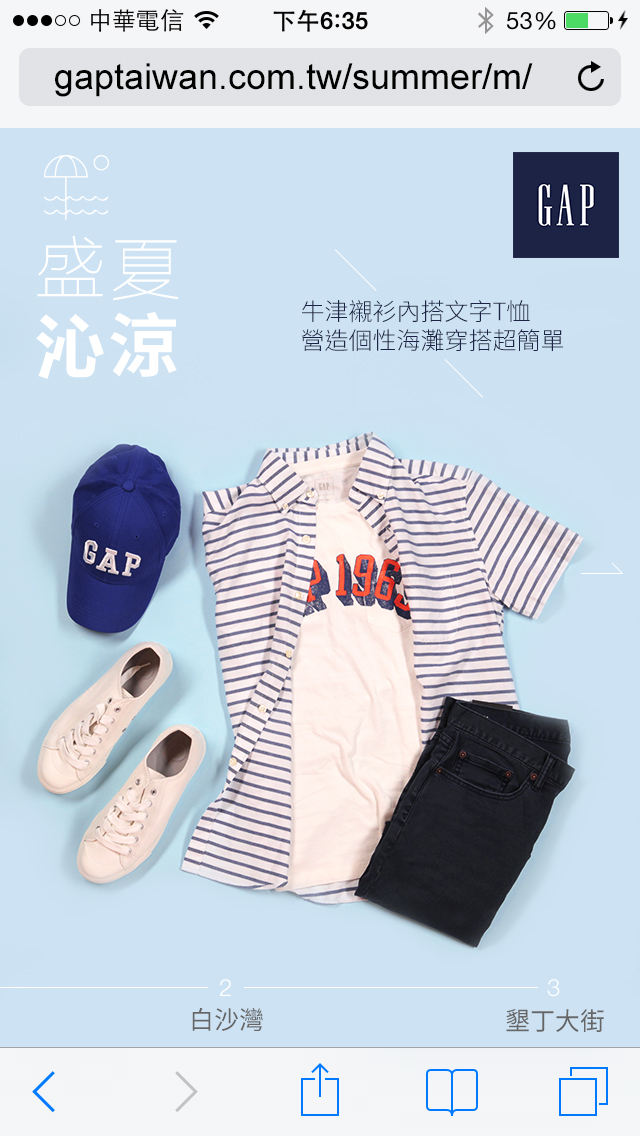 中華電信
下午6:35
53%
gaptaiwan.com.tw/summer/m/
GAP
盛夏
沁涼
牛津襯衫內搭文字T恤
營造個性海灘穿搭超簡單
GAP
GAP
P 1969
2
3
白沙灣
墾丁大街